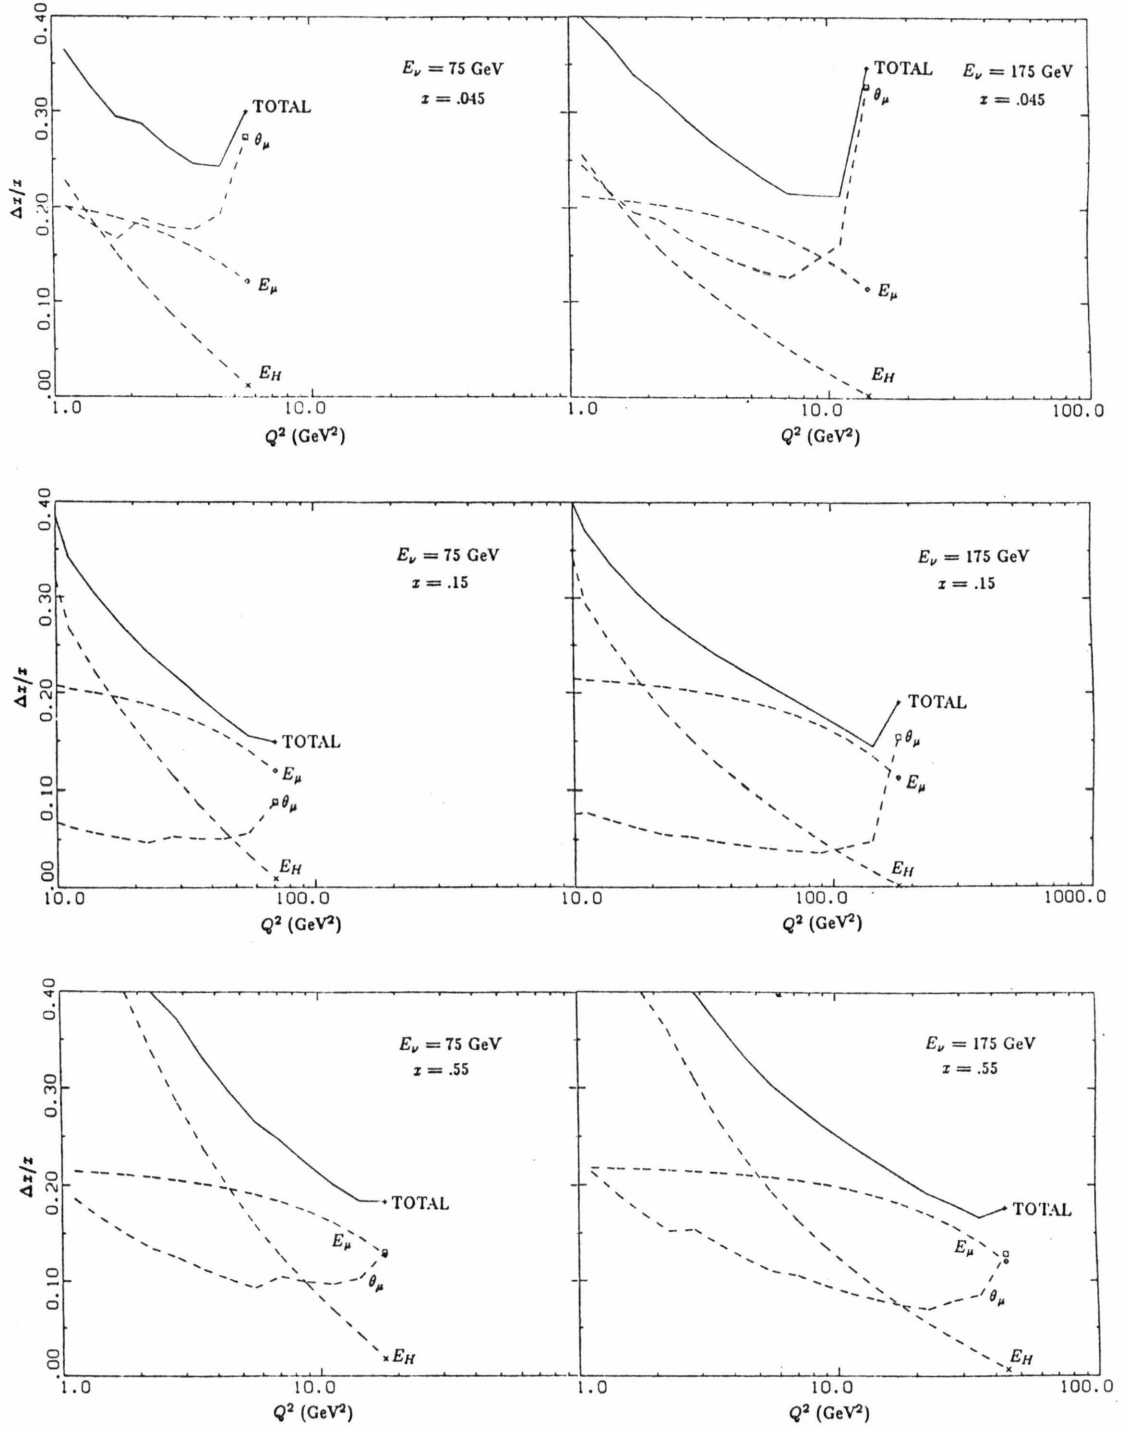 0.40
0.30
0.20
0.10
.00
Δx/x
E_ν = 75 GeV
x = .045
TOTAL
θ_μ
E_μ
E_H
1.0
10.0
Q² (GeV²)
E_ν = 175 GeV
x = .045
TOTAL
θ_μ
E_μ
E_H
1.0
10.0
100.0
Q² (GeV²)
0.40
0.30
0.20
0.10
.00
Δx/x
E_ν = 75 GeV
x = .15
TOTAL
E_μ
θ_μ
E_H
10.0
100.0
Q² (GeV²)
E_ν = 175 GeV
x = .15
TOTAL
θ_μ
E_μ
E_H
10.0
100.0
1000.0
Q² (GeV²)
0.40
0.30
0.20
0.10
.00
Δx/x
E_ν = 75 GeV
x = .55
TOTAL
E_μ
θ_μ
E_H
1.0
10.0
Q² (GeV²)
E_ν = 175 GeV
x = .55
TOTAL
E_μ
θ_μ
E_H
1.0
10.0
100.0
Q² (GeV²)